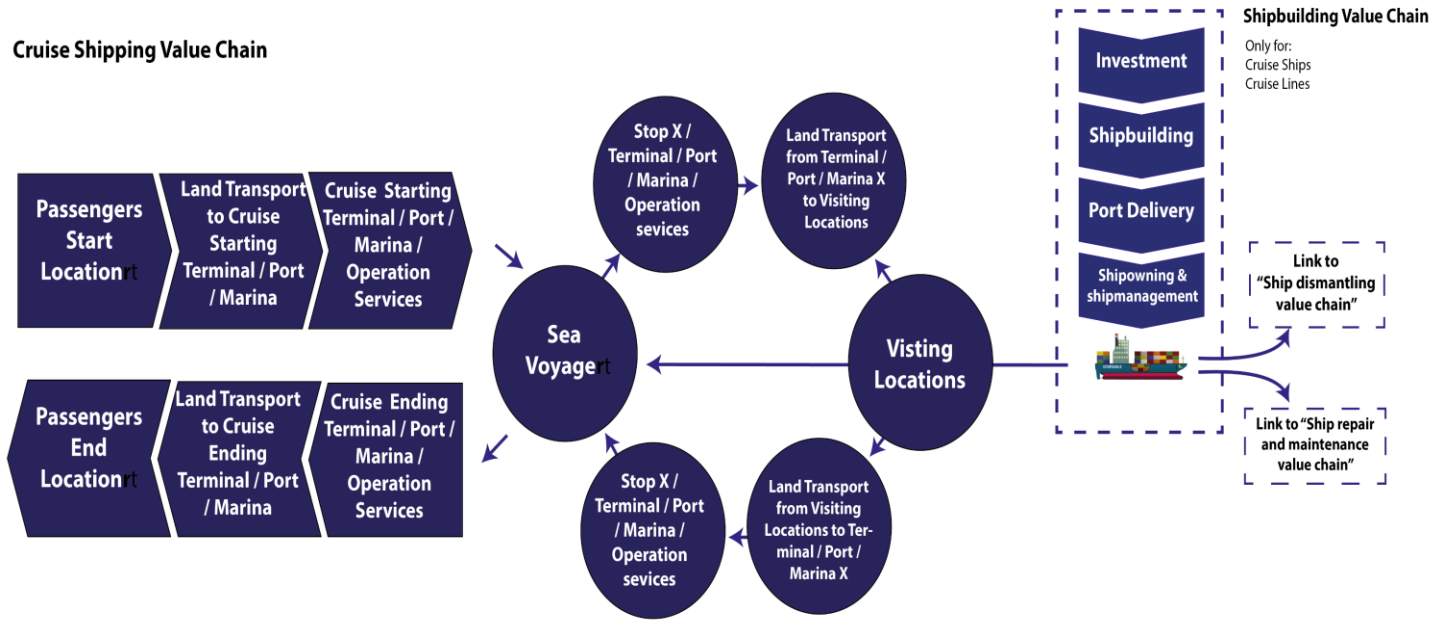 Cruise Shipping Value Chain
Passengers
Start
Locationrt
Land Transport
to Cruise
Starting
Terminal / Port
/ Marina
Cruise Starting
Terminal / Port /
Marina /
Operation
Services
Passengers
End
Locationrt
Land Transport
to Cruise
Ending
Terminal / Port
/ Marina
Cruise Ending
Terminal / Port /
Marina /
Operation
Services
Sea
Voyagert
Stop X /
Terminal / Port
/ Marina /
Operation
sevices
Land Transport
from Terminal /
Port / Marina X
to Visiting
Locations
Visting
Locations
Land Transport
from Visiting
Locations to Ter-
minal / Port /
Marina X
Stop X /
Terminal / Port
/ Marina /
Operation
sevices
Shipbuilding Value Chain
Only for:
Cruise Ships
Cruise Lines
Investment
Shipbuilding
Port Delivery
Shipowning &
shipmanagement
Link to
“Ship dismantling
value chain”
Link to “Ship repair
and maintenance
value chain”